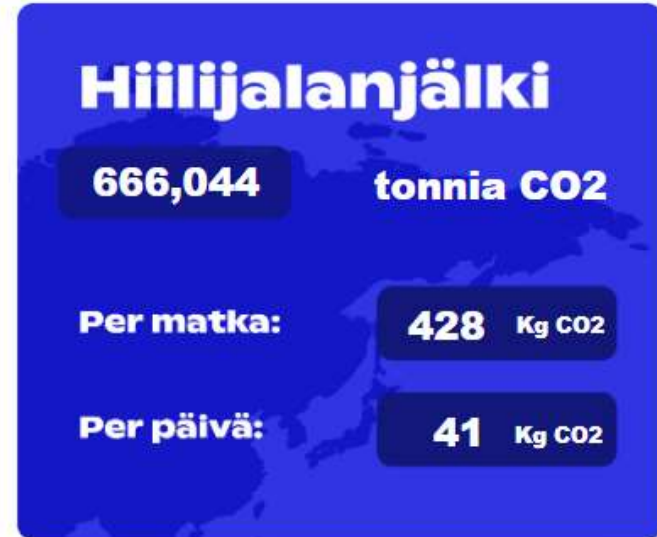 Hiilijalanjälki
666,044 tonnia CO2
Per matka: 428 Kg CO2
Per päivä: 41 Kg CO2